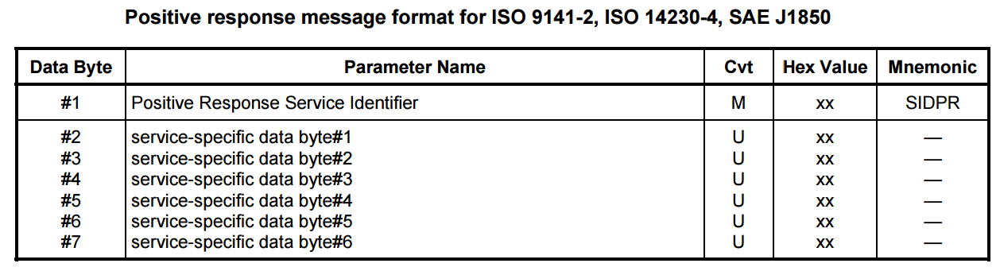 Positive response message format for ISO 9141-2, ISO 14230-4, SAE J1850
Data Byte Parameter Name Cvt Hex Value Mnemonic
#1 Positive Response Service Identifier M xx SIDPR
#2 service-specific data byte#1 U xx —
#3 service-specific data byte#2 U xx —
#4 service-specific data byte#3 U xx —
#5 service-specific data byte#4 U xx —
#6 service-specific data byte#5 U xx —
#7 service-specific data byte#6 U xx —